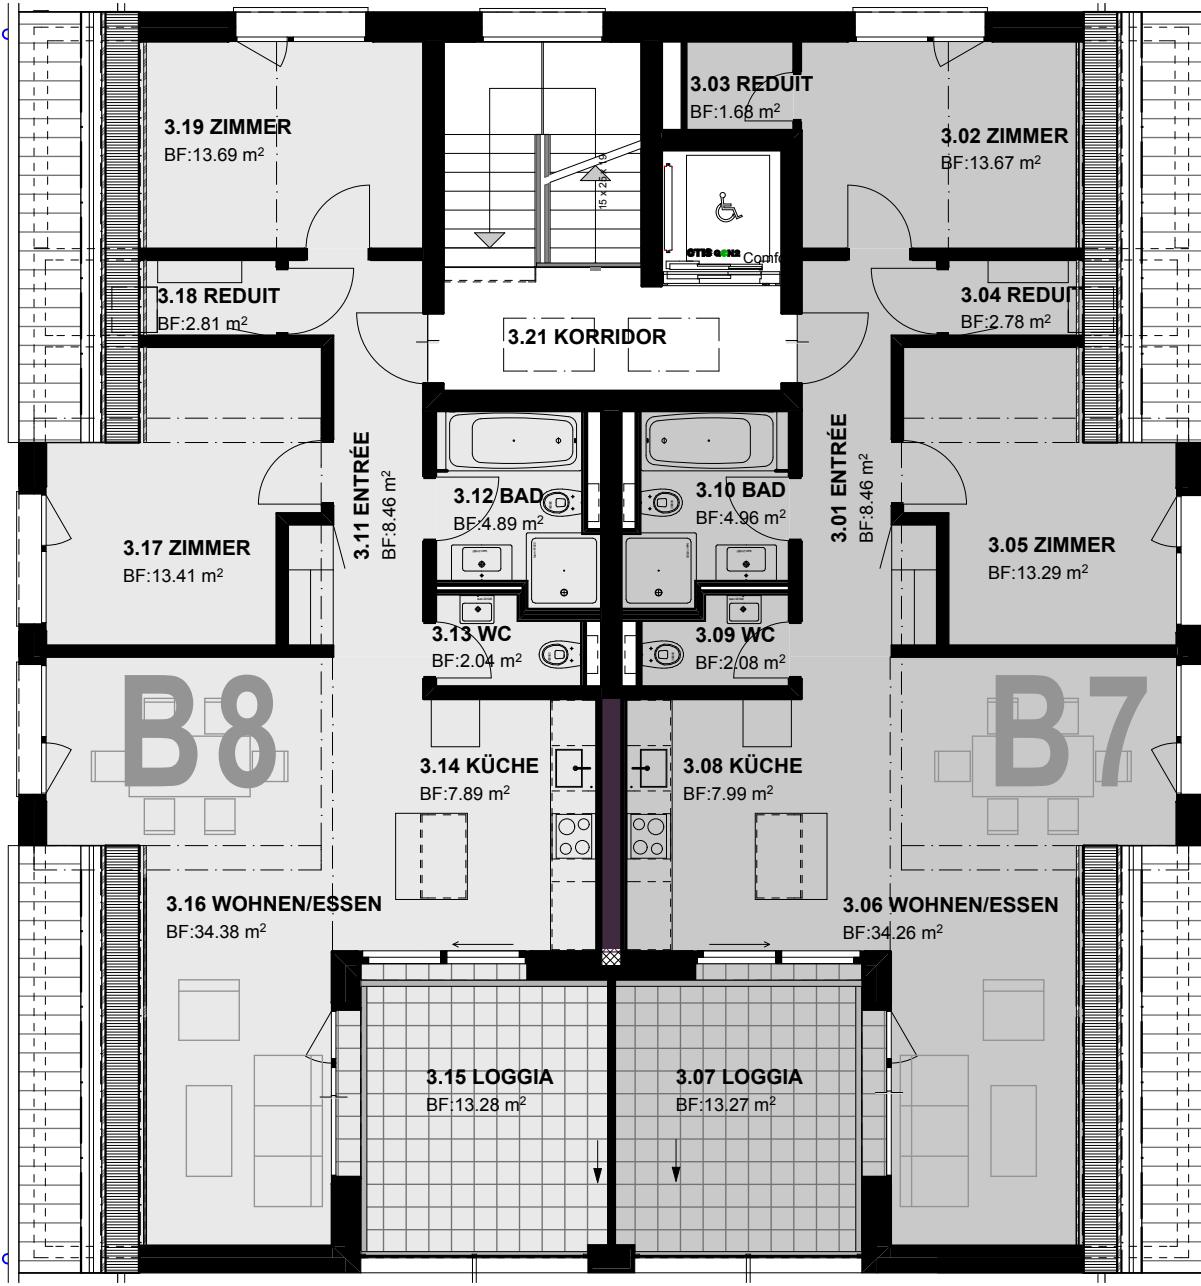 3.03 REDUIT
BF:1.68 m²
3.19 ZIMMER
BF:13.69 m²
3.02 ZIMMER
BF:13.67 m²
15 x 25 x 19
OTIS GEN2
Comfo
3.18 REDUIT
BF:2.81 m²
3.04 REDUIT
BF:2.78 m²
3.21 KORRIDOR
3.11 ENTRÉE
BF:8.46 m²
3.12 BAD
BF:4.89 m²
3.10 BAD
BF:4.96 m²
3.01 ENTRÉE
BF:8.46 m²
3.17 ZIMMER
BF:13.41 m²
3.05 ZIMMER
BF:13.29 m²
3.13 WC
BF:2.04 m²
3.09 WC
BF:2.08 m²
B8
B7
3.14 KÜCHE
BF:7.89 m²
3.08 KÜCHE
BF:7.99 m²
3.16 WOHNEN/ESSEN
BF:34.38 m²
3.06 WOHNEN/ESSEN
BF:34.26 m²
3.15 LOGGIA
BF:13.28 m²
3.07 LOGGIA
BF:13.27 m²